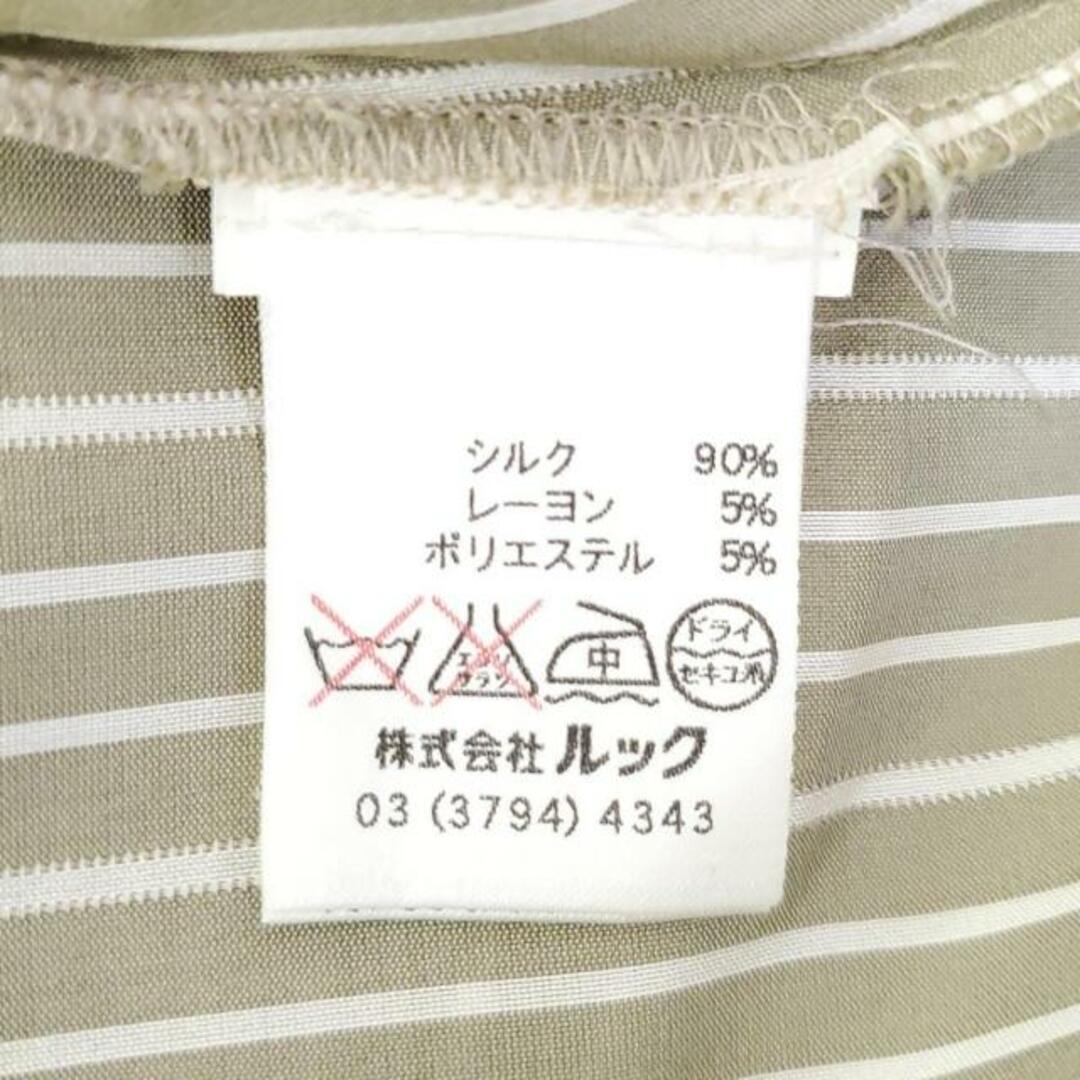 シルク 90%
レーヨン 5%
ポリエステル 5%
エンソ サラシ 中 ドライ セキユ系
株式会社ルック
03 (3794) 4343